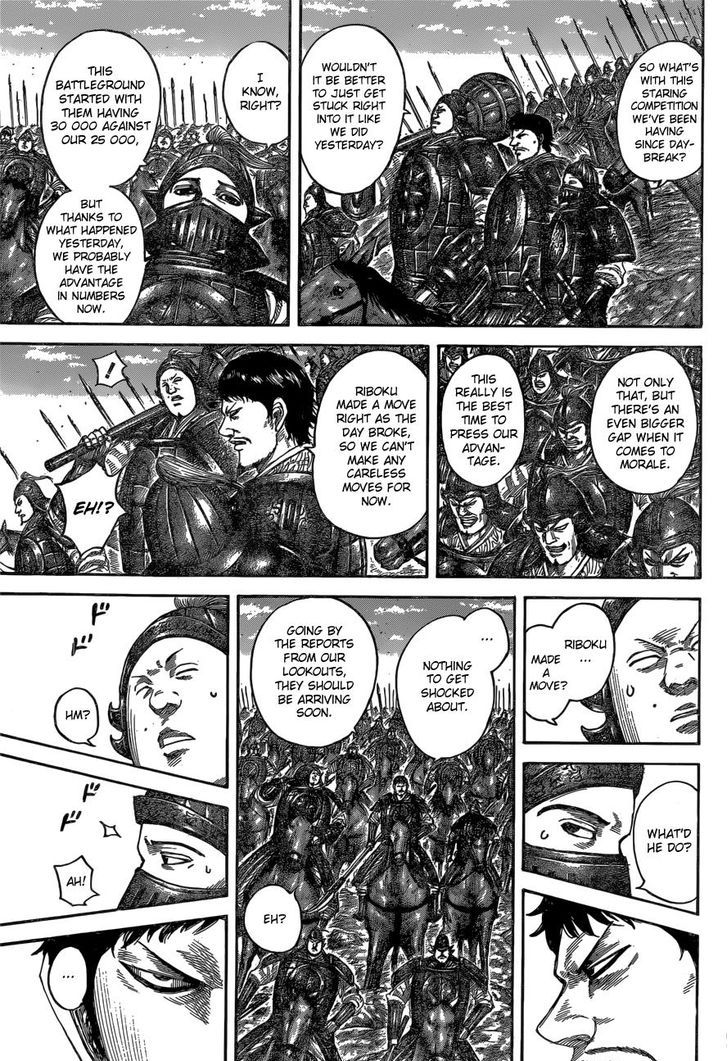 SO WHAT'S
WITH THIS
STARING
COMPETITION
WE'VE BEEN
HAVING
SINCE DAY-
BREAK?
WOULDN'T
IT BE BETTER
TO JUST GET
STUCK RIGHT
INTO IT LIKE
WE DID
YESTERDAY?
I
KNOW,
RIGHT?
THIS
BATTLEGROUND
STARTED WITH
THEM HAVING
30 000 AGAINST
OUR 25 000,
BUT
THANKS TO
WHAT HAPPENED
YESTERDAY,
WE PROBABLY
HAVE THE
ADVANTAGE
IN NUMBERS
NOW.
NOT ONLY
THAT, BUT
THERE'S AN
EVEN BIGGER
GAP WHEN IT
COMES TO
MORALE.
THIS
REALLY IS
THE BEST
TIME TO
PRESS OUR
ADVAN-
TAGE.
RIBOKU
MADE A MOVE
RIGHT AS THE
DAY BROKE,
SO WE CAN'T
MAKE ANY
CARELESS
MOVES FOR
NOW.
!
EH!?
RIBOKU
...
MADE
A
MOVE?
WHAT'D
HE DO?
...
NOTHING
TO GET
SHOCKED
ABOUT.
GOING BY
THE REPORTS
FROM OUR
LOOKOUTS,
THEY SHOULD
BE ARRIVING
SOON.
EH?
ドド
HM?
ドド
AH!
...